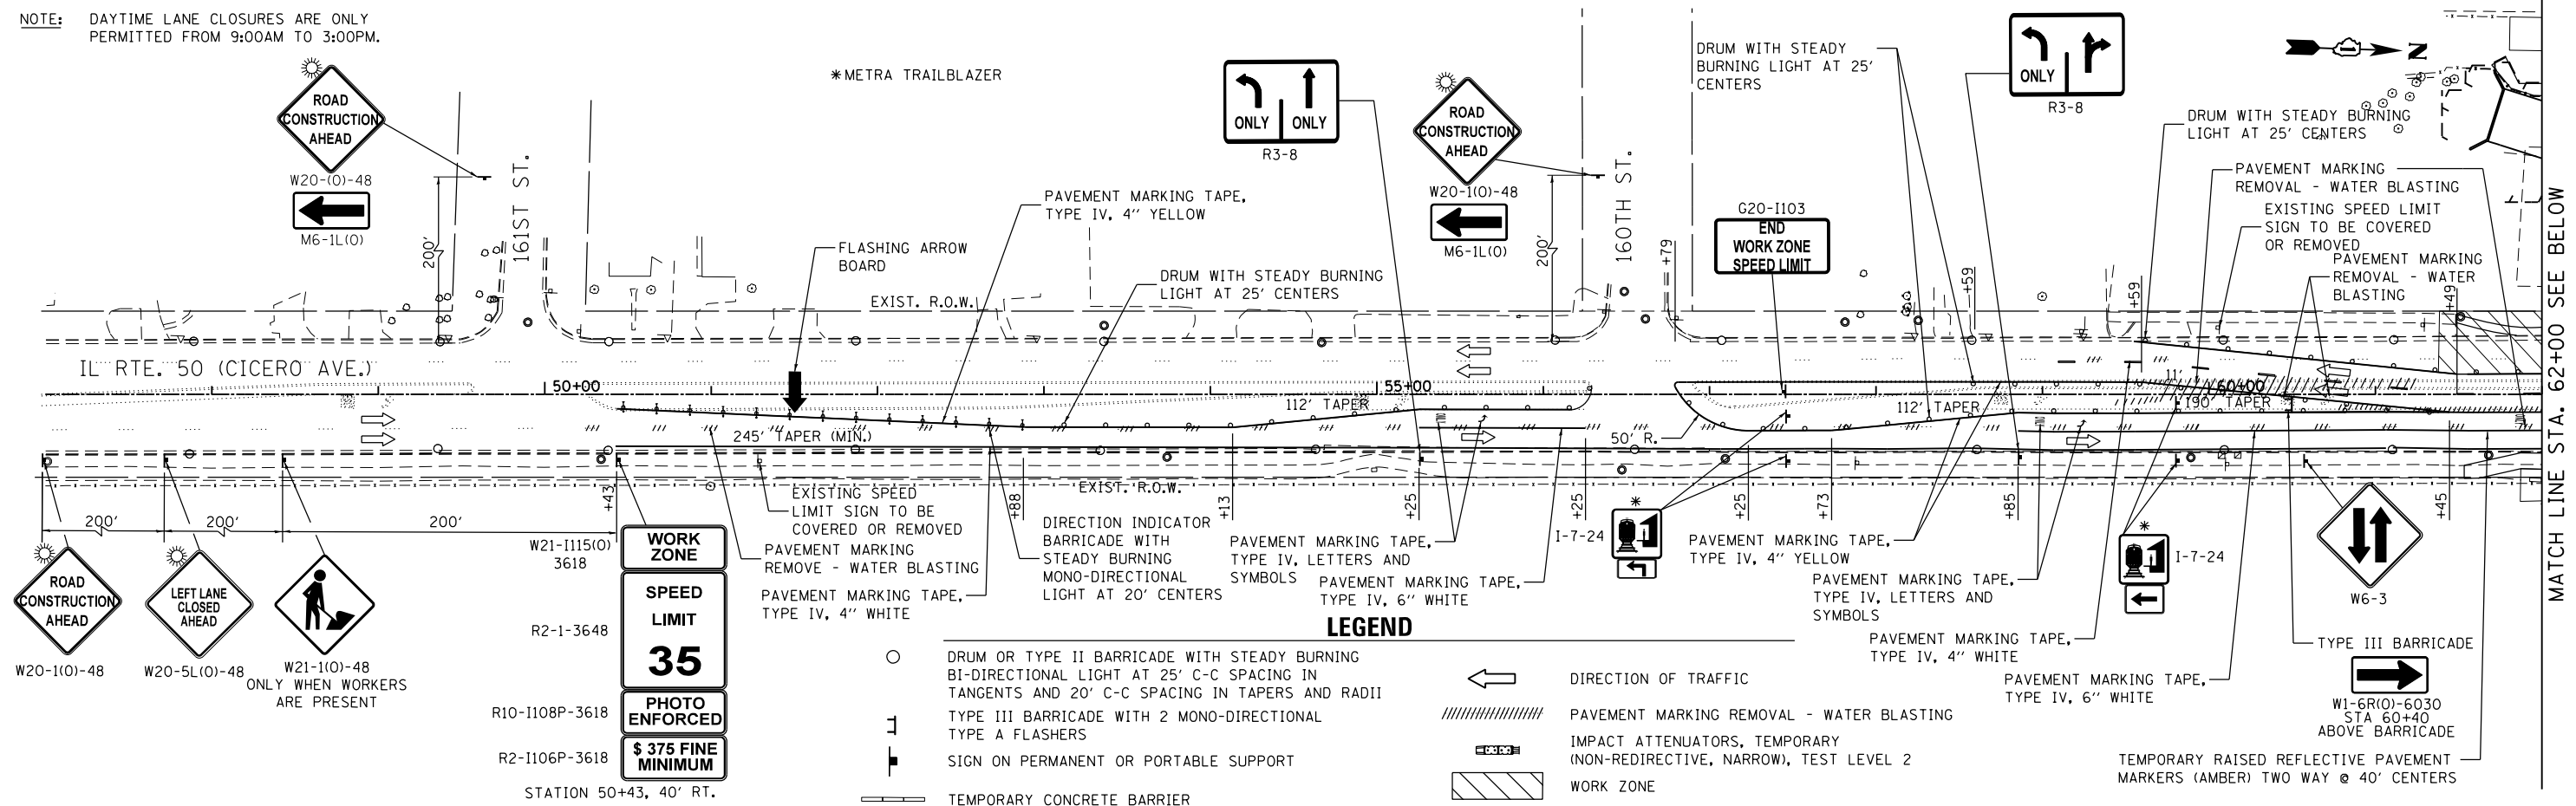 NOTE: DAYTIME LANE CLOSURES ARE ONLY
PERMITTED FROM 9:00AM TO 3:00PM.
ROAD
CONSTRUCTION
AHEAD
W20-(O)-48
M6-1L(O)
200'
161ST ST.
*METRA TRAILBLAZER
PAVEMENT MARKING TAPE,
TYPE IV, 4" YELLOW
FLASHING ARROW
BOARD
DRUM WITH STEADY BURNING
LIGHT AT 25' CENTERS
EXIST. R.O.W.
ONLY ONLY
R3-8
ROAD
CONSTRUCTION
AHEAD
W20-1(O)-48
M6-1L(O)
200'
160TH ST.
+79
DRUM WITH STEADY
BURNING LIGHT AT 25'
CENTERS
G20-I103
END
WORK ZONE
SPEED LIMIT
ONLY
R3-8
N
DRUM WITH STEADY BURNING
LIGHT AT 25' CENTERS
PAVEMENT MARKING
REMOVAL - WATER BLASTING
EXISTING SPEED LIMIT
SIGN TO BE COVERED
OR REMOVED
PAVEMENT MARKING
REMOVAL - WATER
BLASTING
+59
+59
+49
MATCH LINE STA. 62+00 SEE BELOW
IL RTE. 50 (CICERO AVE.)
50+00
55+00
60+00
11'
112' TAPER
112' TAPER
190' TAPER
245' TAPER (MIN.)
50' R.
EXIST. R.O.W.
200'
200'
200'
+43
+88
+13
+25
+25
+25
+73
+85
+45
ROAD
CONSTRUCTION
AHEAD
W20-1(O)-48
LEFT LANE
CLOSED
AHEAD
W20-5L(O)-48
W21-1(O)-48
ONLY WHEN WORKERS
ARE PRESENT
W21-I115(O)
3618
WORK
ZONE
R2-1-3648
SPEED
LIMIT
35
R10-I108P-3618
PHOTO
ENFORCED
R2-I106P-3618
$ 375 FINE
MINIMUM
STATION 50+43, 40' RT.
EXISTING SPEED
LIMIT SIGN TO BE
COVERED OR REMOVED
PAVEMENT MARKING
REMOVE - WATER BLASTING
PAVEMENT MARKING TAPE,
TYPE IV, 4" WHITE
DIRECTION INDICATOR
BARRICADE WITH
STEADY BURNING
MONO-DIRECTIONAL
LIGHT AT 20' CENTERS
PAVEMENT MARKING TAPE,
TYPE IV, LETTERS AND
SYMBOLS
PAVEMENT MARKING TAPE,
TYPE IV, 6" WHITE
*
I-7-24
PAVEMENT MARKING TAPE,
TYPE IV, 4" YELLOW
PAVEMENT MARKING TAPE,
TYPE IV, LETTERS AND
SYMBOLS
PAVEMENT MARKING TAPE,
TYPE IV, 4" WHITE
PAVEMENT MARKING TAPE,
TYPE IV, 6" WHITE
*
I-7-24
W6-3
TYPE III BARRICADE
W1-6R(O)-6030
STA 60+40
ABOVE BARRICADE
TEMPORARY RAISED REFLECTIVE PAVEMENT
MARKERS (AMBER) TWO WAY @ 40' CENTERS
LEGEND
DRUM OR TYPE II BARRICADE WITH STEADY BURNING
BI-DIRECTIONAL LIGHT AT 25' C-C SPACING IN
TANGENTS AND 20' C-C SPACING IN TAPERS AND RADII
TYPE III BARRICADE WITH 2 MONO-DIRECTIONAL
TYPE A FLASHERS
SIGN ON PERMANENT OR PORTABLE SUPPORT
TEMPORARY CONCRETE BARRIER
DIRECTION OF TRAFFIC
PAVEMENT MARKING REMOVAL - WATER BLASTING
IMPACT ATTENUATORS, TEMPORARY
(NON-REDIRECTIVE, NARROW), TEST LEVEL 2
WORK ZONE